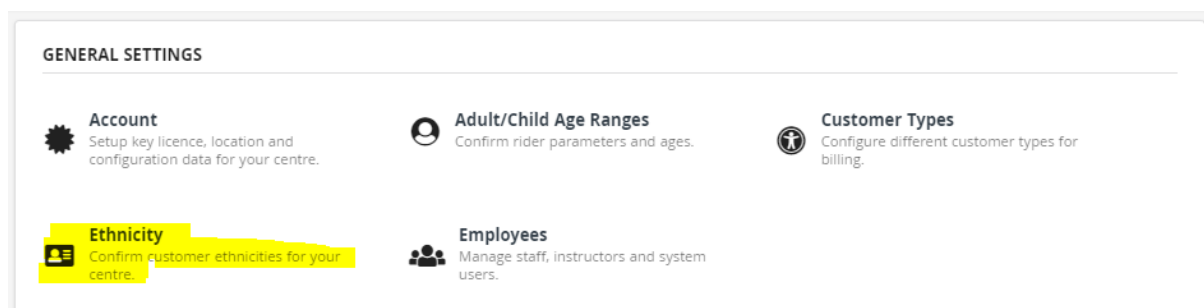 GENERAL SETTINGS
Account
Setup key licence, location and
configuration data for your centre.
Adult/Child Age Ranges
Confirm rider parameters and ages.
Customer Types
Configure different customer types for
billing.
Ethnicity
Confirm customer ethnicities for your
centre.
Employees
Manage staff, instructors and system
users.